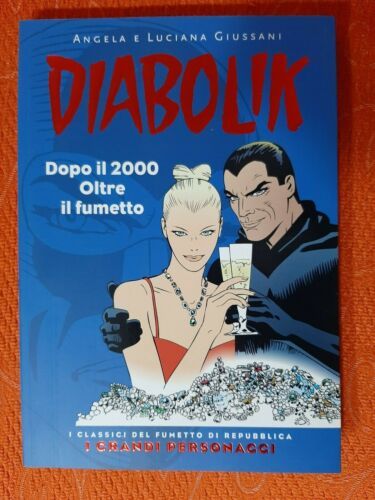 ANGELA E LUCIANA GIUSSANI
DIABOLIK
Dopo il 2000
Oltre
il fumetto
I CLASSICI DEL FUMETTO DI REPUBBLICA
I GRANDI PERSONAGGI